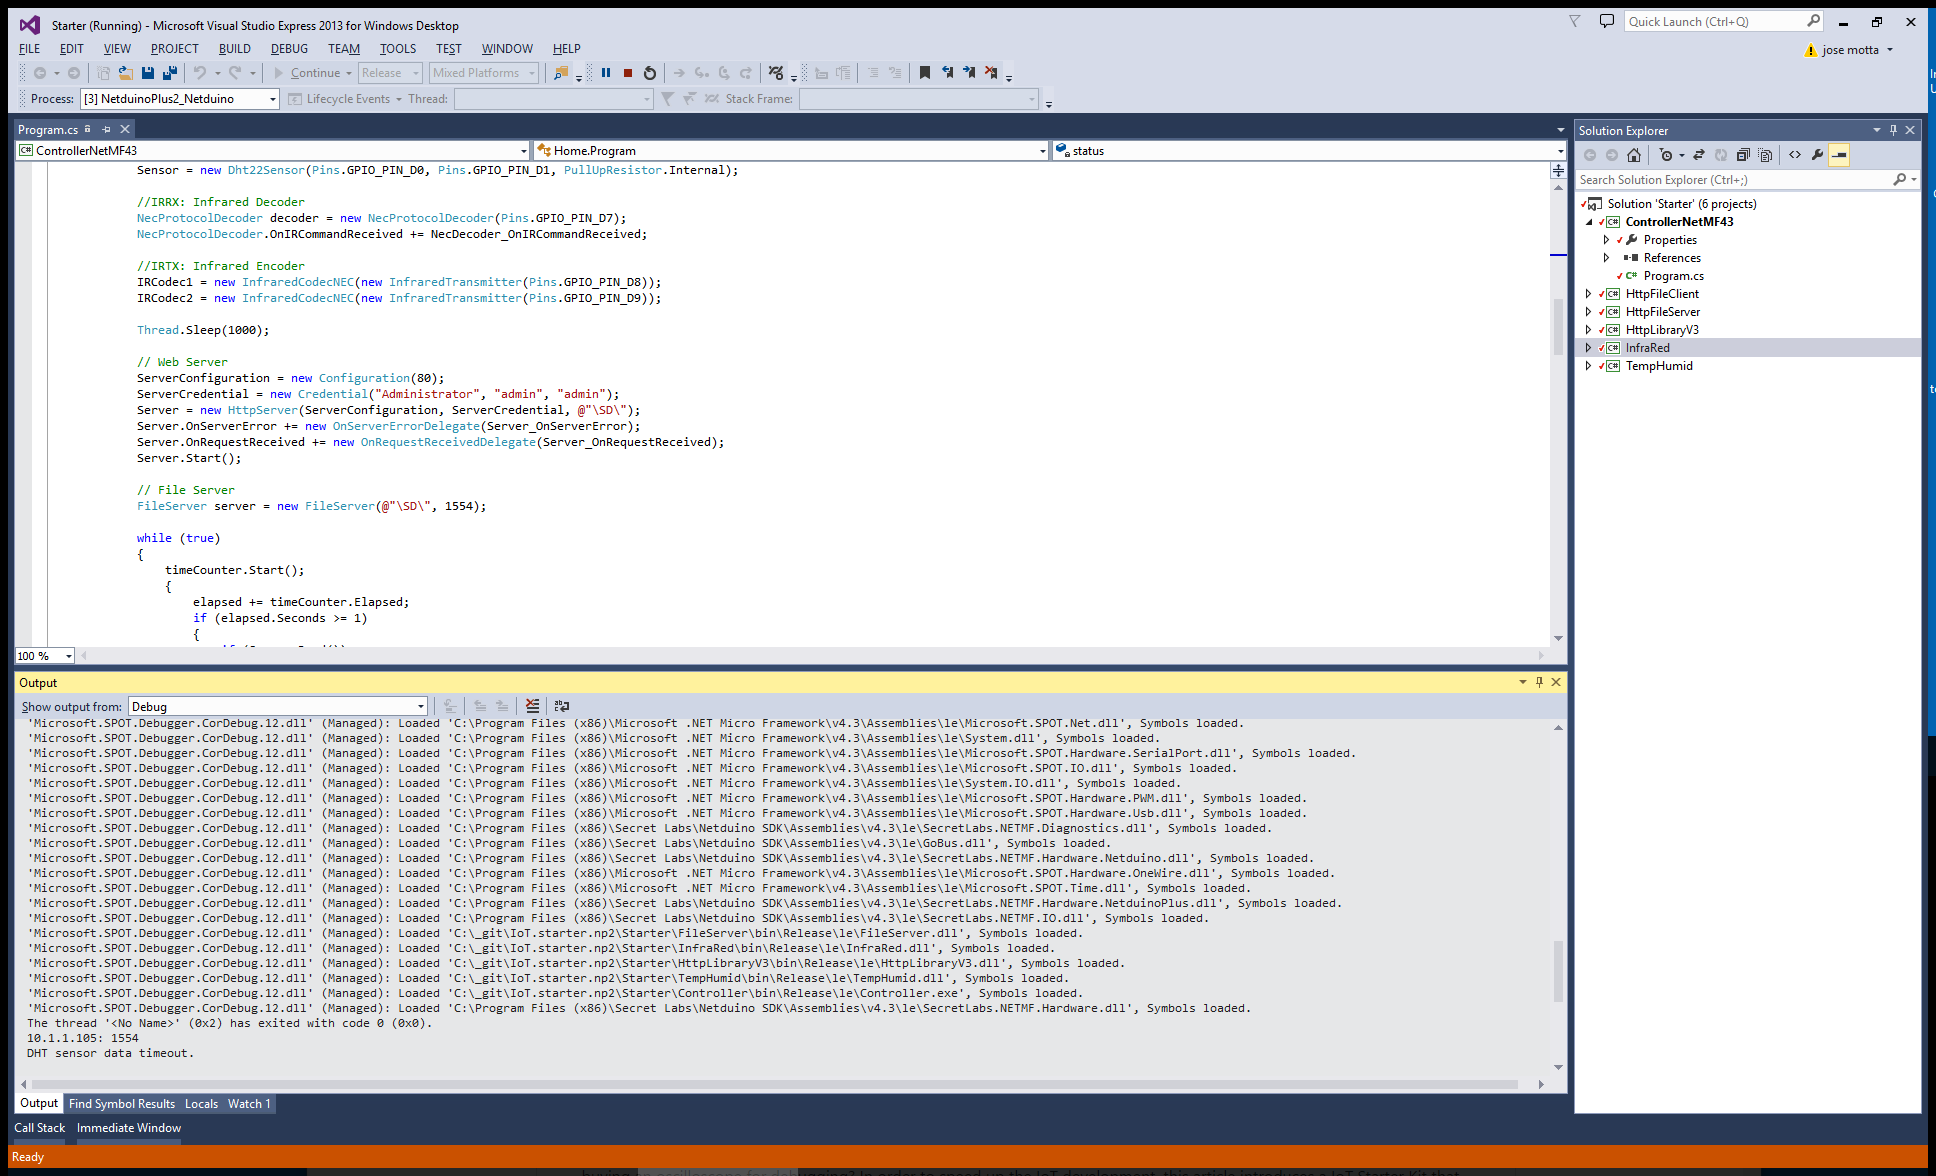 Starter (Running) - Microsoft Visual Studio Express 2013 for Windows Desktop
Quick Launch (Ctrl+Q)
FILE EDIT VIEW PROJECT BUILD DEBUG TEAM TOOLS TEST WINDOW HELP
jose motta
Continue Release Mixed Platforms
Process: [3] NetduinoPlus2_Netduino Lifecycle Events Thread: Stack Frame:
Program.cs
ControllerNetMF43 Home.Program status
Sensor = new Dht22Sensor(Pins.GPIO_PIN_D0, Pins.GPIO_PIN_D1, PullUpResistor.Internal);
//IRRX: Infrared Decoder
NecProtocolDecoder decoder = new NecProtocolDecoder(Pins.GPIO_PIN_D7);
NecProtocolDecoder.OnIRCommandReceived += NecDecoder_OnIRCommandReceived;
//IRTX: Infrared Encoder
IRCodec1 = new InfraredCodecNEC(new InfraredTransmitter(Pins.GPIO_PIN_D8));
IRCodec2 = new InfraredCodecNEC(new InfraredTransmitter(Pins.GPIO_PIN_D9));
Thread.Sleep(1000);
// Web Server
ServerConfiguration = new Configuration(80);
ServerCredential = new Credential("Administrator", "admin", "admin");
Server = new HttpServer(ServerConfiguration, ServerCredential, @"\SD\");
Server.OnServerError += new OnServerErrorDelegate(Server_OnServerError);
Server.OnRequestReceived += new OnRequestReceivedDelegate(Server_OnRequestReceived);
Server.Start();
// File Server
FileServer server = new FileServer(@"\SD\", 1554);
while (true)
{
timeCounter.Start();
{
elapsed += timeCounter.Elapsed;
if (elapsed.Seconds >= 1)
{
100 %
Solution Explorer
Search Solution Explorer (Ctrl+;)
Solution 'Starter' (6 projects)
ControllerNetMF43
Properties
References
Program.cs
HttpFileClient
HttpFileServer
HttpLibraryV3
InfraRed
TempHumid
Output
Show output from: Debug
'Microsoft.SPOT.Debugger.CorDebug.12.dll' (Managed): Loaded 'C:\Program Files (x86)\Microsoft .NET Micro Framework\v4.3\Assemblies\le\Microsoft.SPOT.Net.dll', Symbols loaded.
'Microsoft.SPOT.Debugger.CorDebug.12.dll' (Managed): Loaded 'C:\Program Files (x86)\Microsoft .NET Micro Framework\v4.3\Assemblies\le\System.dll', Symbols loaded.
'Microsoft.SPOT.Debugger.CorDebug.12.dll' (Managed): Loaded 'C:\Program Files (x86)\Microsoft .NET Micro Framework\v4.3\Assemblies\le\Microsoft.SPOT.Hardware.SerialPort.dll', Symbols loaded.
'Microsoft.SPOT.Debugger.CorDebug.12.dll' (Managed): Loaded 'C:\Program Files (x86)\Microsoft .NET Micro Framework\v4.3\Assemblies\le\Microsoft.SPOT.IO.dll', Symbols loaded.
'Microsoft.SPOT.Debugger.CorDebug.12.dll' (Managed): Loaded 'C:\Program Files (x86)\Microsoft .NET Micro Framework\v4.3\Assemblies\le\System.IO.dll', Symbols loaded.
'Microsoft.SPOT.Debugger.CorDebug.12.dll' (Managed): Loaded 'C:\Program Files (x86)\Microsoft .NET Micro Framework\v4.3\Assemblies\le\Microsoft.SPOT.Hardware.PWM.dll', Symbols loaded.
'Microsoft.SPOT.Debugger.CorDebug.12.dll' (Managed): Loaded 'C:\Program Files (x86)\Microsoft .NET Micro Framework\v4.3\Assemblies\le\Microsoft.SPOT.Hardware.Usb.dll', Symbols loaded.
'Microsoft.SPOT.Debugger.CorDebug.12.dll' (Managed): Loaded 'C:\Program Files (x86)\Secret Labs\Netduino SDK\Assemblies\v4.3\le\SecretLabs.NETMF.Diagnostics.dll', Symbols loaded.
'Microsoft.SPOT.Debugger.CorDebug.12.dll' (Managed): Loaded 'C:\Program Files (x86)\Secret Labs\Netduino SDK\Assemblies\v4.3\le\GoBus.dll', Symbols loaded.
'Microsoft.SPOT.Debugger.CorDebug.12.dll' (Managed): Loaded 'C:\Program Files (x86)\Secret Labs\Netduino SDK\Assemblies\v4.3\le\SecretLabs.NETMF.Hardware.Netduino.dll', Symbols loaded.
'Microsoft.SPOT.Debugger.CorDebug.12.dll' (Managed): Loaded 'C:\Program Files (x86)\Microsoft .NET Micro Framework\v4.3\Assemblies\le\Microsoft.SPOT.Hardware.OneWire.dll', Symbols loaded.
'Microsoft.SPOT.Debugger.CorDebug.12.dll' (Managed): Loaded 'C:\Program Files (x86)\Microsoft .NET Micro Framework\v4.3\Assemblies\le\Microsoft.SPOT.Time.dll', Symbols loaded.
'Microsoft.SPOT.Debugger.CorDebug.12.dll' (Managed): Loaded 'C:\Program Files (x86)\Secret Labs\Netduino SDK\Assemblies\v4.3\le\SecretLabs.NETMF.Hardware.NetduinoPlus.dll', Symbols loaded.
'Microsoft.SPOT.Debugger.CorDebug.12.dll' (Managed): Loaded 'C:\Program Files (x86)\Secret Labs\Netduino SDK\Assemblies\v4.3\le\SecretLabs.NETMF.IO.dll', Symbols loaded.
'Microsoft.SPOT.Debugger.CorDebug.12.dll' (Managed): Loaded 'C:\_git\IoT.starter.np2\Starter\FileServer\bin\Release\le\FileServer.dll', Symbols loaded.
'Microsoft.SPOT.Debugger.CorDebug.12.dll' (Managed): Loaded 'C:\_git\IoT.starter.np2\Starter\InfraRed\bin\Release\le\InfraRed.dll', Symbols loaded.
'Microsoft.SPOT.Debugger.CorDebug.12.dll' (Managed): Loaded 'C:\_git\IoT.starter.np2\Starter\HttpLibraryV3\bin\Release\le\HttpLibraryV3.dll', Symbols loaded.
'Microsoft.SPOT.Debugger.CorDebug.12.dll' (Managed): Loaded 'C:\_git\IoT.starter.np2\Starter\TempHumid\bin\Release\le\TempHumid.dll', Symbols loaded.
'Microsoft.SPOT.Debugger.CorDebug.12.dll' (Managed): Loaded 'C:\_git\IoT.starter.np2\Starter\Controller\bin\Release\le\Controller.exe', Symbols loaded.
'Microsoft.SPOT.Debugger.CorDebug.12.dll' (Managed): Loaded 'C:\Program Files (x86)\Secret Labs\Netduino SDK\Assemblies\v4.3\le\SecretLabs.NETMF.Hardware.dll', Symbols loaded.
The thread '<No Name>' (0x2) has exited with code 0 (0x0).
10.1.1.105: 1554
DHT sensor data timeout.
Output Find Symbol Results Locals Watch 1
Call Stack Immediate Window
Ready